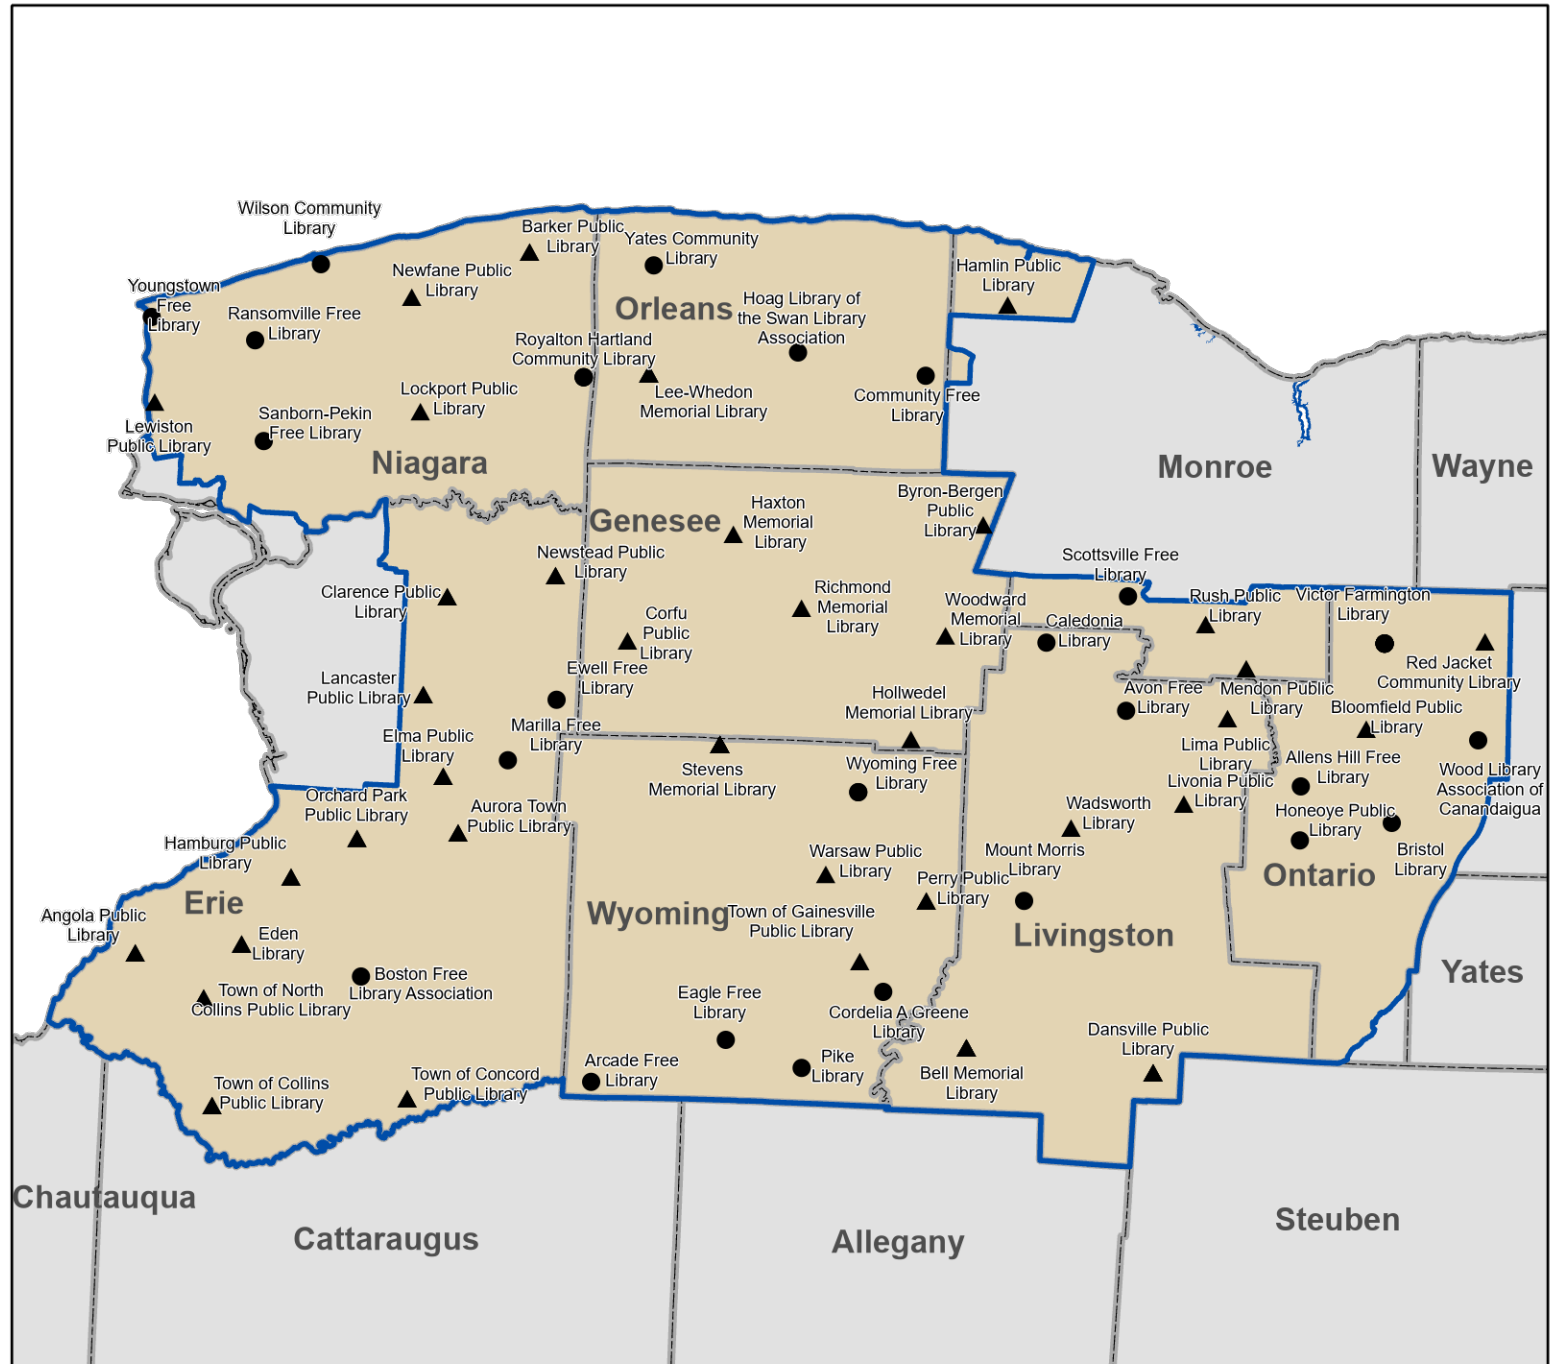 Wilson Community
Library
Barker Public
Library
Yates Community
Library
Newfane Public
Library
Hamlin Public
Library
Youngstown
Free
Library
Ransomville Free
Library
Orleans
Hoag Library of
the Swan Library
Association
Royalton Hartland
Community Library
Lee-Whedon
Memorial Library
Community Free
Library
Lockport Public
Library
Lewiston
Public Library
Sanborn-Pekin
Free Library
Niagara
Monroe
Wayne
Genesee
Haxton
Memorial
Library
Byron-Bergen
Public
Library
Newstead Public
Library
Scottsville Free
Library
Clarence Public
Library
Corfu
Public
Library
Richmond
Memorial
Library
Woodward
Memorial
Library
Caledonia
Library
Rush Public
Library
Victor Farmington
Library
Red Jacket
Community Library
Ewell Free
Library
Lancaster
Public Library
Hollwedel
Memorial Library
Avon Free
Library
Mendon Public
Library
Bloomfield Public
Library
Marilla Free
Library
Elma Public
Library
Stevens
Memorial Library
Wyoming Free
Library
Lima Public
Library
Allens Hill Free
Library
Wood Library
Association of
Canandaigua
Livonia Public
Library
Orchard Park
Public Library
Aurora Town
Public Library
Wadsworth
Library
Honeoye Public
Library
Bristol
Library
Hamburg Public
Library
Warsaw Public
Library
Mount Morris
Library
Perry Public
Library
Ontario
Erie
Wyoming
Town of Gainesville
Public Library
Livingston
Angola Public
Library
Eden
Library
Boston Free
Library Association
Yates
Town of North
Collins Public Library
Eagle Free
Library
Cordelia A Greene
Library
Dansville Public
Library
Arcade Free
Library
Pike
Library
Bell Memorial
Library
Town of Collins
Public Library
Town of Concord
Public Library
Chautauqua
Cattaraugus
Allegany
Steuben